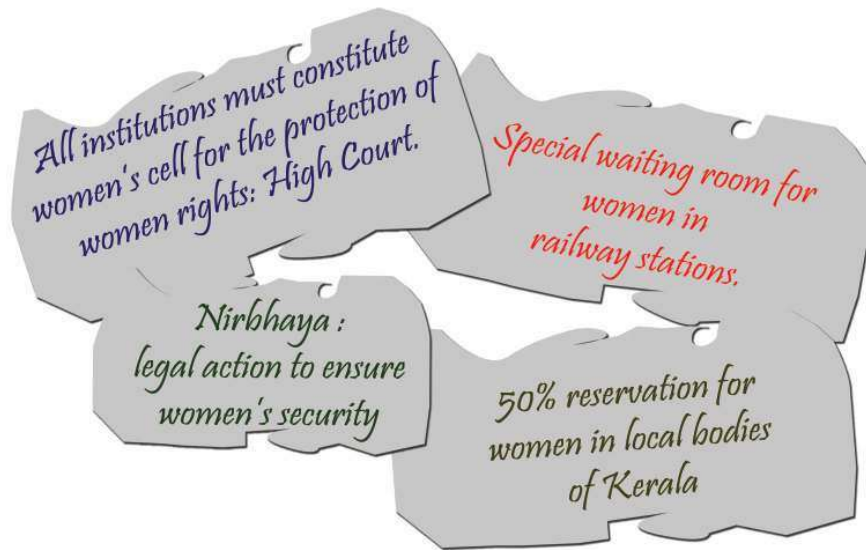 All institutions must constitute
women's cell for the protection of
women rights: High Court.
Special waiting room for
women in
railway stations.
Nirbhaya :
legal action to ensure
women's security
50% reservation for
women in local bodies
of Kerala